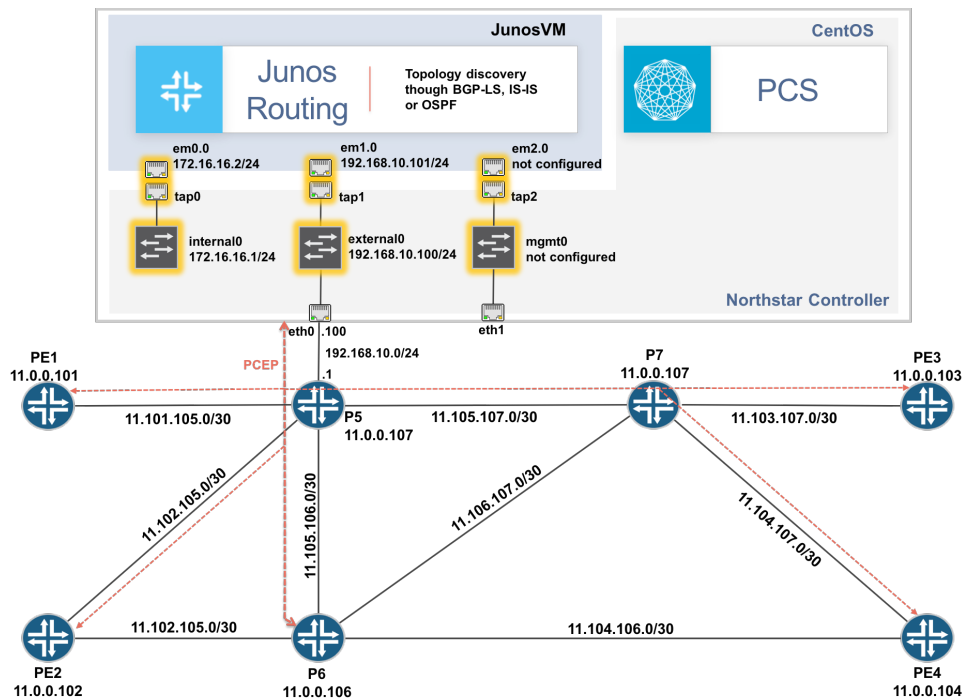 JunosVM
CentOS
Junos
Routing
Topology discovery
though BGP-LS, IS-IS
or OSPF
PCS
em0.0
172.16.16.2/24
em1.0
192.168.10.101/24
em2.0
not configured
tap0
tap1
tap2
internal0
172.16.16.1/24
external0
192.168.10.100/24
mgmt0
not configured
Northstar Controller
eth0
.100
eth1
192.168.10.0/24
PCEP
.1
PE1
11.0.0.101
P7
11.0.0.107
PE3
11.0.0.103
11.101.105.0/30
P5
11.0.0.107
11.105.107.0/30
11.103.107.0/30
11.102.105.0/30
11.105.106.0/30
11.106.107.0/30
11.104.107.0/30
11.102.105.0/30
11.104.106.0/30
PE2
11.0.0.102
P6
11.0.0.106
PE4
11.0.0.104